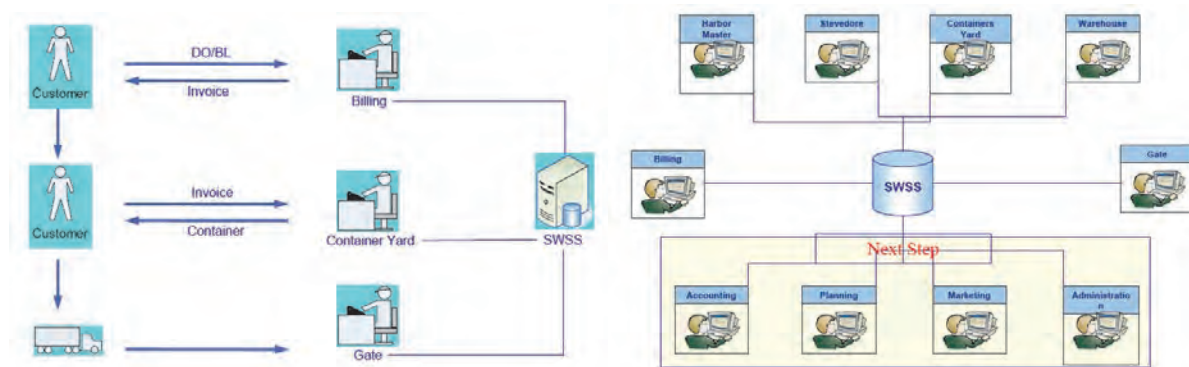 DO/BL
Invoice
Customer
Billing
Invoice
Container
Customer
Container Yard
SWSS
Gate
Harbor
Master
Stevedore
Containers
Yard
Warehouse
Billing
SWSS
Gate
Next Step
Accounting
Planning
Marketing
Administratio
n